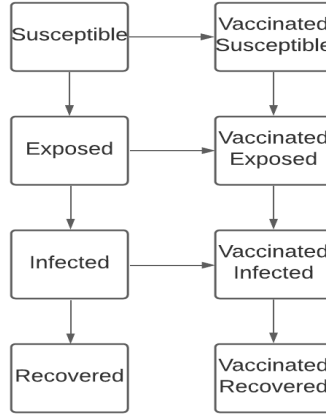 Susceptible
Vaccinated
Susceptible
Exposed
Vaccinated
Exposed
Infected
Vaccinated
Infected
Recovered
Vaccinated
Recovered